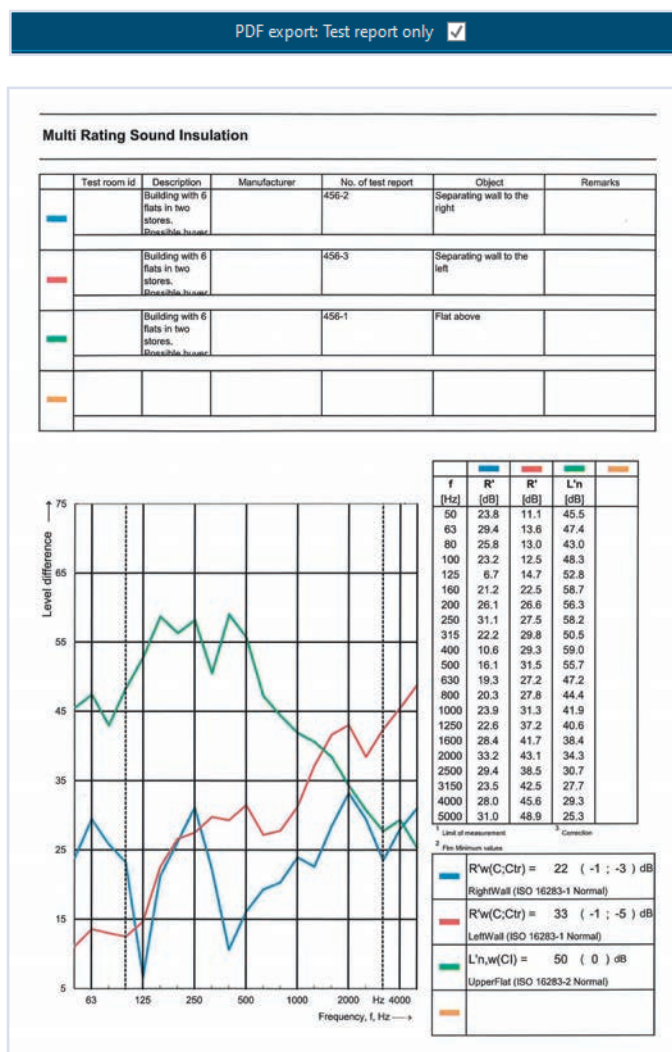 PDF export: Test report only
Multi Rating Sound Insulation
Test room id Description Manufacturer No. of test report Object Remarks
Building with 6 flats in two stores. Possible buyer 456-2 Separating wall to the right
Building with 6 flats in two stores. Possible buyer 456-3 Separating wall to the left
Building with 6 flats in two stores. Possible buyer 456-1 Flat above
Level difference →
75
65
55
45
35
25
15
5
63 125 250 500 1000 2000 Hz 4000
Frequency, f, Hz →
f R' R' L'n
[Hz] [dB] [dB] [dB]
50 23.8 11.1 45.5
63 29.4 13.6 47.4
80 25.8 13.0 43.0
100 23.2 12.5 48.3
125 6.7 14.7 52.8
160 21.2 22.5 58.7
200 26.1 26.6 56.3
250 31.1 27.5 58.2
315 22.2 29.8 50.5
400 10.6 29.3 59.0
500 16.1 31.5 55.7
630 19.3 27.2 47.2
800 20.3 27.8 44.4
1000 23.9 31.3 41.9
1250 22.6 37.2 40.6
1600 28.4 41.7 38.4
2000 33.2 43.1 34.3
2500 29.4 38.5 30.7
3150 23.5 42.5 27.7
4000 28.0 45.6 29.3
5000 31.0 48.9 25.3
1 Limit of measurement 3 Correction
2 Minimum values
R'w(C;Ctr) = 22 ( -1 ; -3 ) dB
RightWall (ISO 16283-1 Normal)
R'w(C;Ctr) = 33 ( -1 ; -5 ) dB
LeftWall (ISO 16283-1 Normal)
L'n,w(CI) = 50 ( 0 ) dB
UpperFlat (ISO 16283-2 Normal)